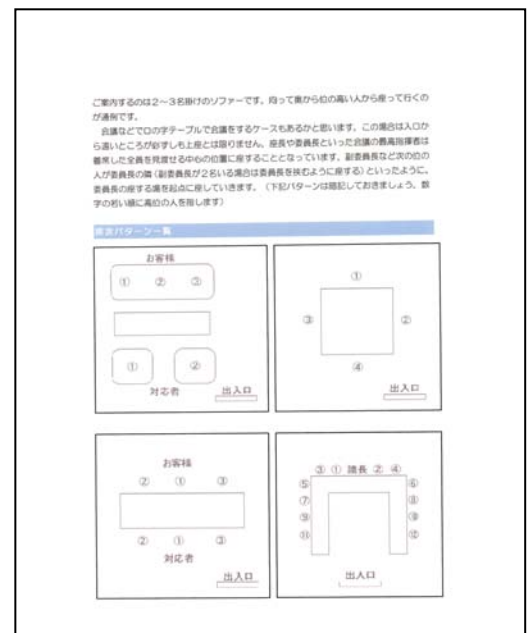 ご案内するのは2～3名掛けのソファーです。向って奥から位の高い人から座って行くの
が通例です。
会議などでロの字テーブルで会議をするケースもあるかと思います。この場合は入口か
ら遠いところが必ずしも上座とは限りません。座長や委員長といった会議の最高指揮者は
着席した全員を見渡せる中心の位置に座することとなっています。副委員長など次の位の
人が委員長の隣（副委員長が2名いる場合は委員長を挟むように座する）といったように、
委員長の座する場を起点に座していきます。（下記パターンは暗記しておきましょう。数
字の若い順に高位の人を指します）
席次パターン一覧
お客様
① ② ③
① ②
対応者
出入口
①
③ ②
④
出入口
お客様
② ① ③
② ① ③
対応者
出入口
③ ① 議長 ② ④
⑤ ⑥
⑦ ⑧
⑨ ⑩
⑪ ⑫
出入口